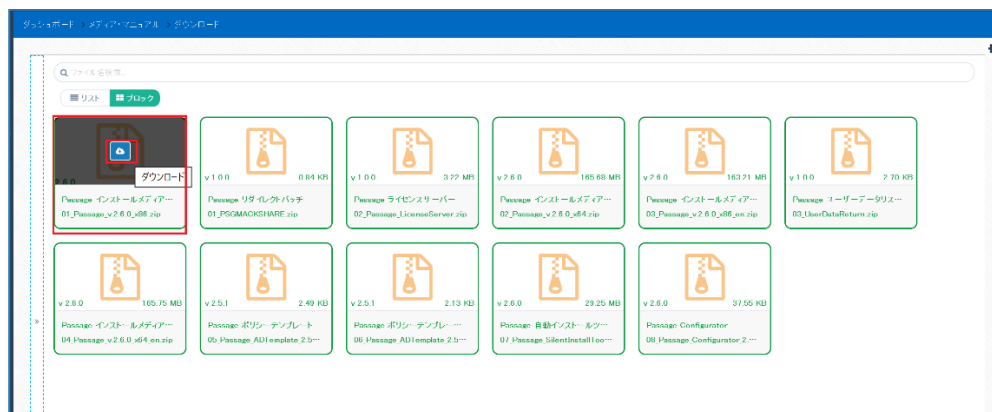 ダッシュボード > メディア・マニュアル > ダウンロード
ファイル名検索...
リスト ブロック
2.6.0
ダウンロード
Passage インストールメディア…
01_Passage_v.2.6.0_x86.zip
v 1.0.0 0.84 KB
Passage リダイレクトバッチ
01_PSGMAOKSHARE.zip
v 1.0.0 3.22 MB
Passage ライセンスサーバー
02_Passage_LicenseServer.zip
v 2.6.0 165.68 MB
Passage インストールメディア…
02_Passage_v.2.6.0_x64.zip
v 2.6.0 163.21 MB
Passage インストールメディア…
03_Passage_v.2.6.0_x86_en.zip
v 1.0.0 2.70 KB
Passage ユーザーデータリス…
03_UserDataReturn.zip
»
v 2.6.0 165.75 MB
Passage インストールメディア…
04_Passage_v.2.6.0_x64_en.zip
v 2.5.1 2.49 KB
Passage ポリシーテンプレート
05_Passage_ADTemplate_2.5…
v 2.5.1 2.13 KB
Passage ポリシーテンプレ……
06_Passage_ADTemplate_2.5…
v 2.6.0 29.25 MB
Passage 自動インストールツ…
07_Passage_SilentInstallToo…
v 2.6.0 37.55 KB
Passage Configurator
08_Passage_Configurator_2.…